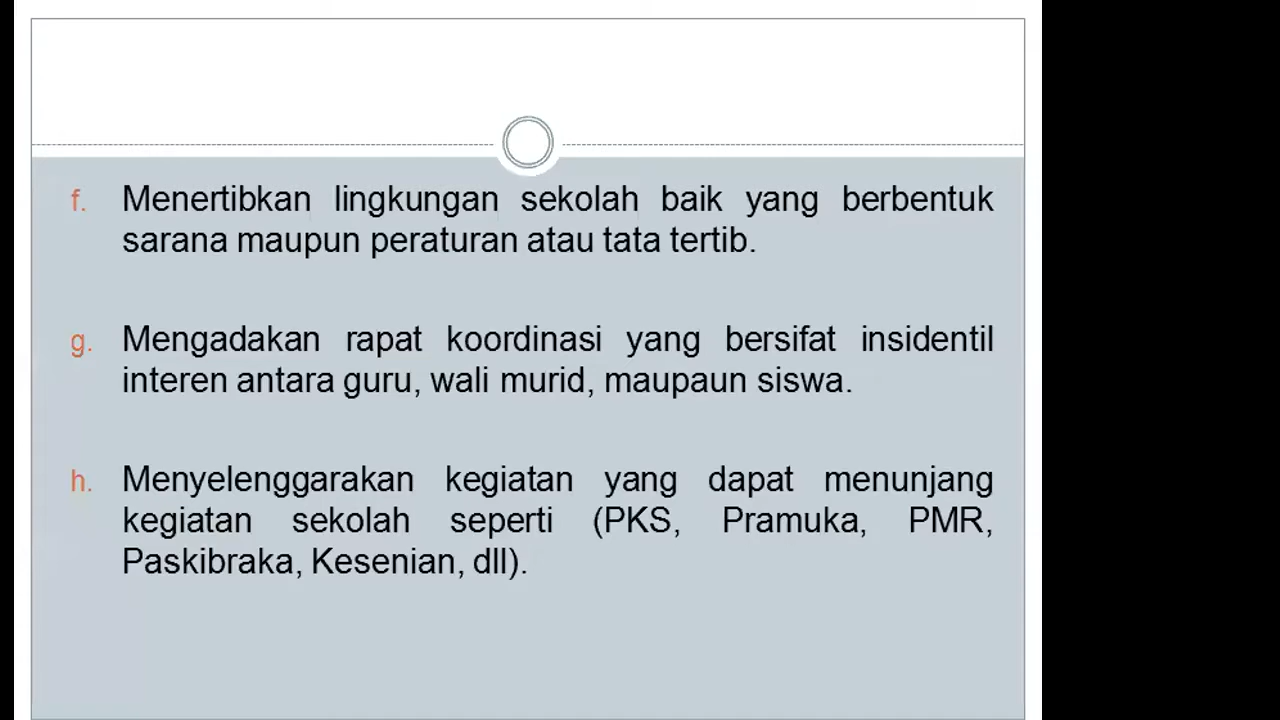 f. Menertibkan lingkungan sekolah baik yang berbentuk
sarana maupun peraturan atau tata tertib.
g. Mengadakan rapat koordinasi yang bersifat insidentil
interen antara guru, wali murid, maupaun siswa.
h. Menyelenggarakan kegiatan yang dapat menunjang
kegiatan sekolah seperti (PKS, Pramuka, PMR,
Paskibraka, Kesenian, dll).